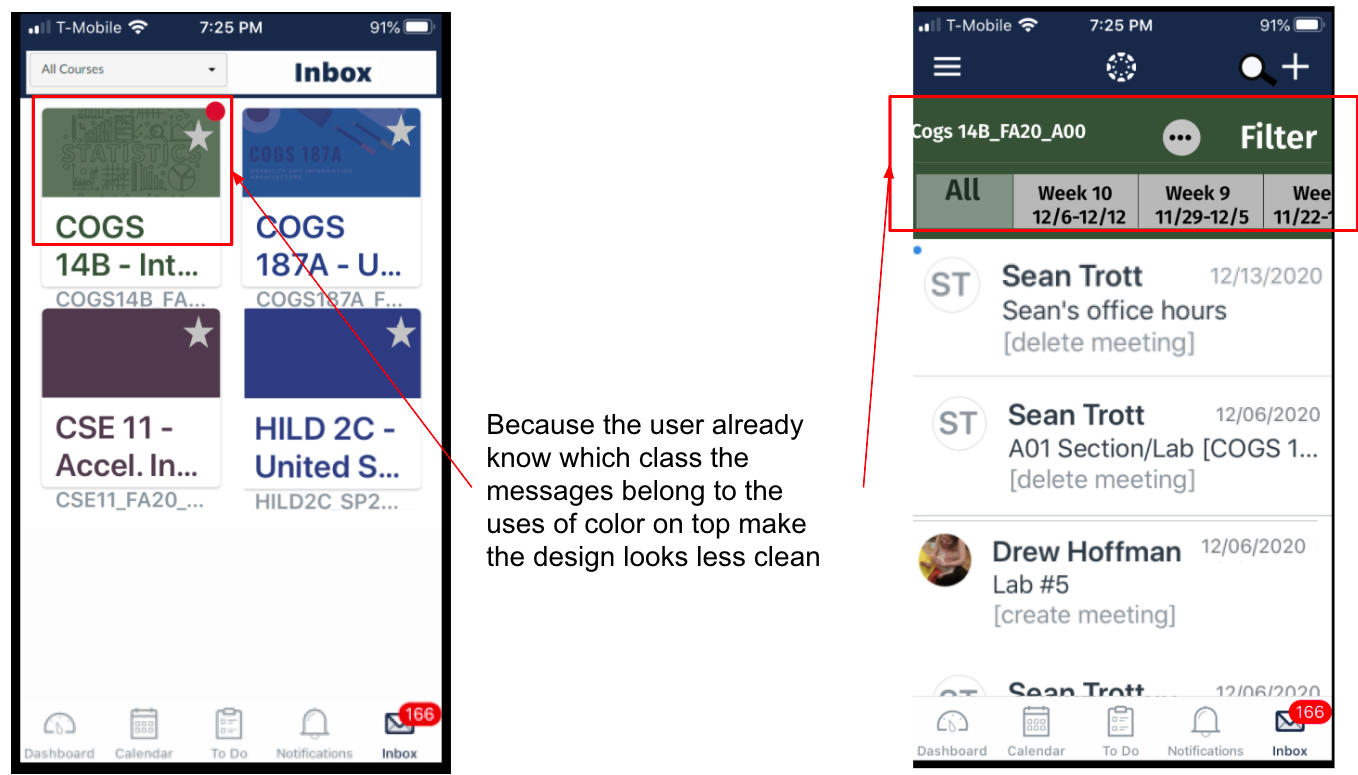 T-Mobile 7:25 PM 91%
All Courses Inbox
STATISTICS
COGS 187A
USABILITY AND INFORMATION
ARCHITECTURE
COGS
14B - Int...
COGS14B_FA...
COGS
187A - U...
COGS187A_F...
CSE 11 -
Accel. In...
CSE11_FA20_...
HILD 2C -
United S...
HILD2C_SP2...
166
Dashboard Calendar To Do Notifications Inbox
Because the user already
know which class the
messages belong to the
uses of color on top make
the design looks less clean
T-Mobile 7:25 PM 91%
Cogs 14B_FA20_A00 Filter
All
Week 10
12/6-12/12
Week 9
11/29-12/5
Wee
11/22-1
ST Sean Trott 12/13/2020
Sean's office hours
[delete meeting]
ST Sean Trott 12/06/2020
A01 Section/Lab [COGS 1...
[delete meeting]
Drew Hoffman 12/06/2020
Lab #5
[create meeting]
ST Sean Trott 12/06/2020
166
Dashboard Calendar To Do Notifications Inbox